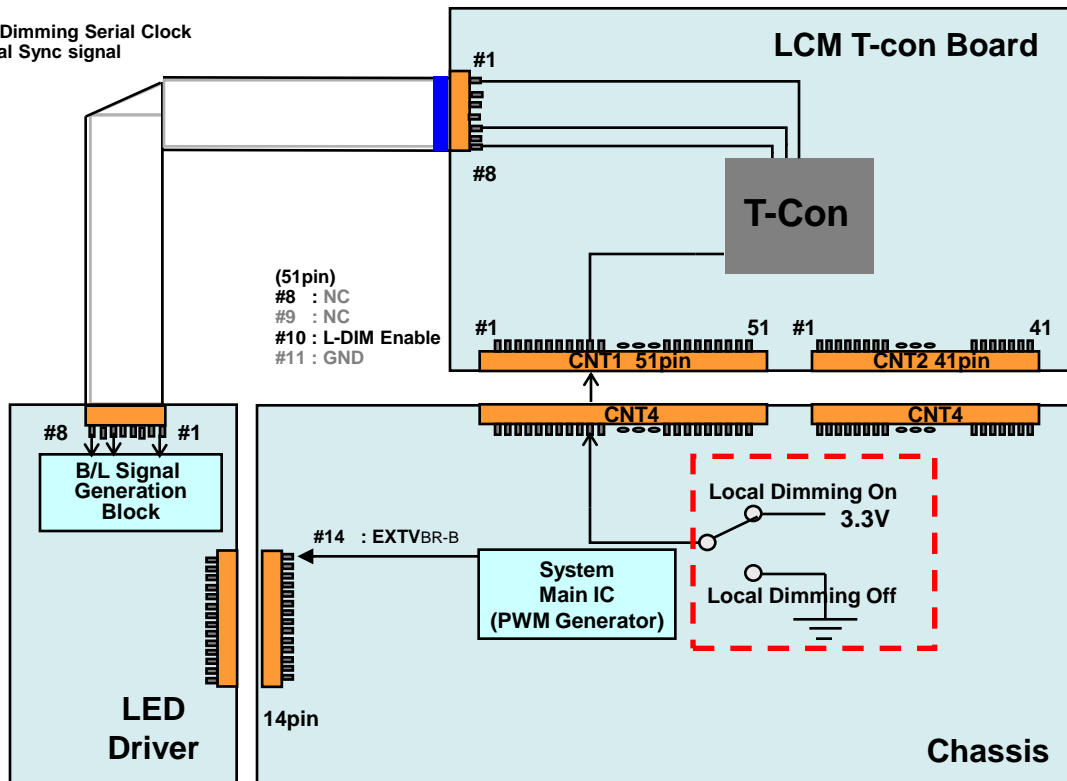 Dimming Serial Clock
al Sync signal
LCM T-con Board
#1
#8
T-Con
(51pin)
#8 : NC
#9 : NC
#10 : L-DIM Enable
#11 : GND
#1
51
#1
41
CNT1 51pin
CNT2 41pin
CNT4
CNT4
#8
#1
B/L Signal
Generation
Block
Local Dimming On
3.3V
#14 : EXTVBR-B
System
Main IC
(PWM Generator)
Local Dimming Off
LED
Driver
14pin
Chassis